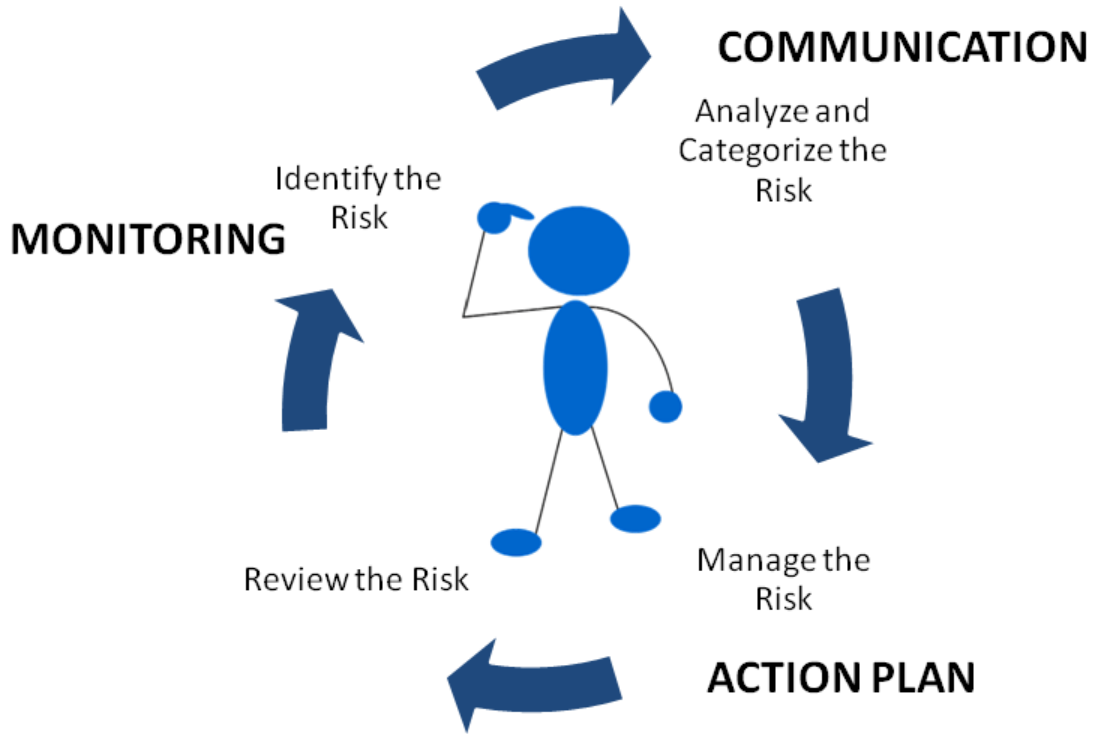 COMMUNICATION
Analyze and
Categorize the
Risk
Identify the
Risk
MONITORING
Manage the
Risk
Review the Risk
ACTION PLAN